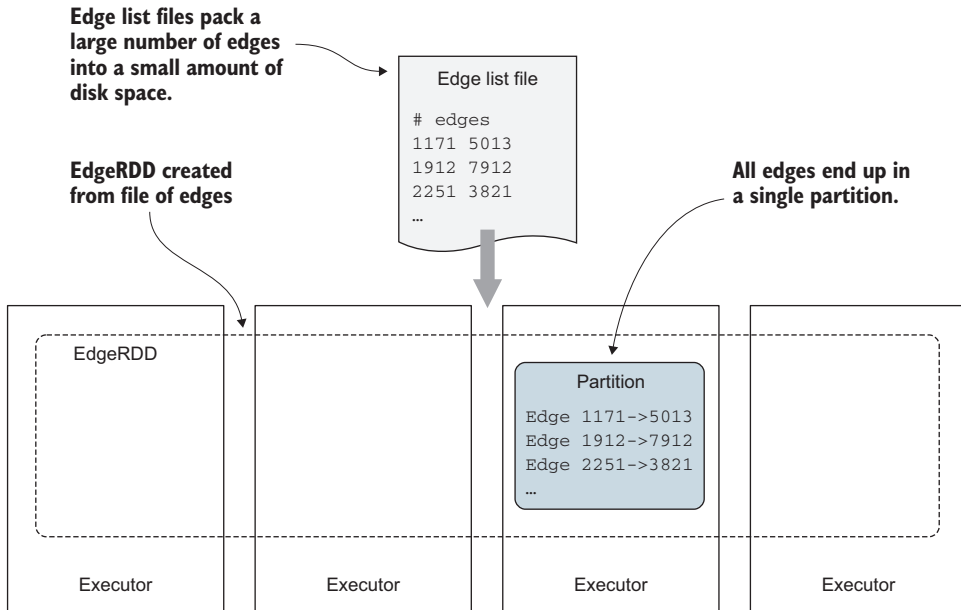 Edge list files pack a
large number of edges
into a small amount of
disk space.
Edge list file
# edges
1171 5013
1912 7912
2251 3821
…
EdgeRDD created
from file of edges
All edges end up in
a single partition.
EdgeRDD
Partition
Edge 1171->5013
Edge 1912->7912
Edge 2251->3821
…
Executor
Executor
Executor
Executor